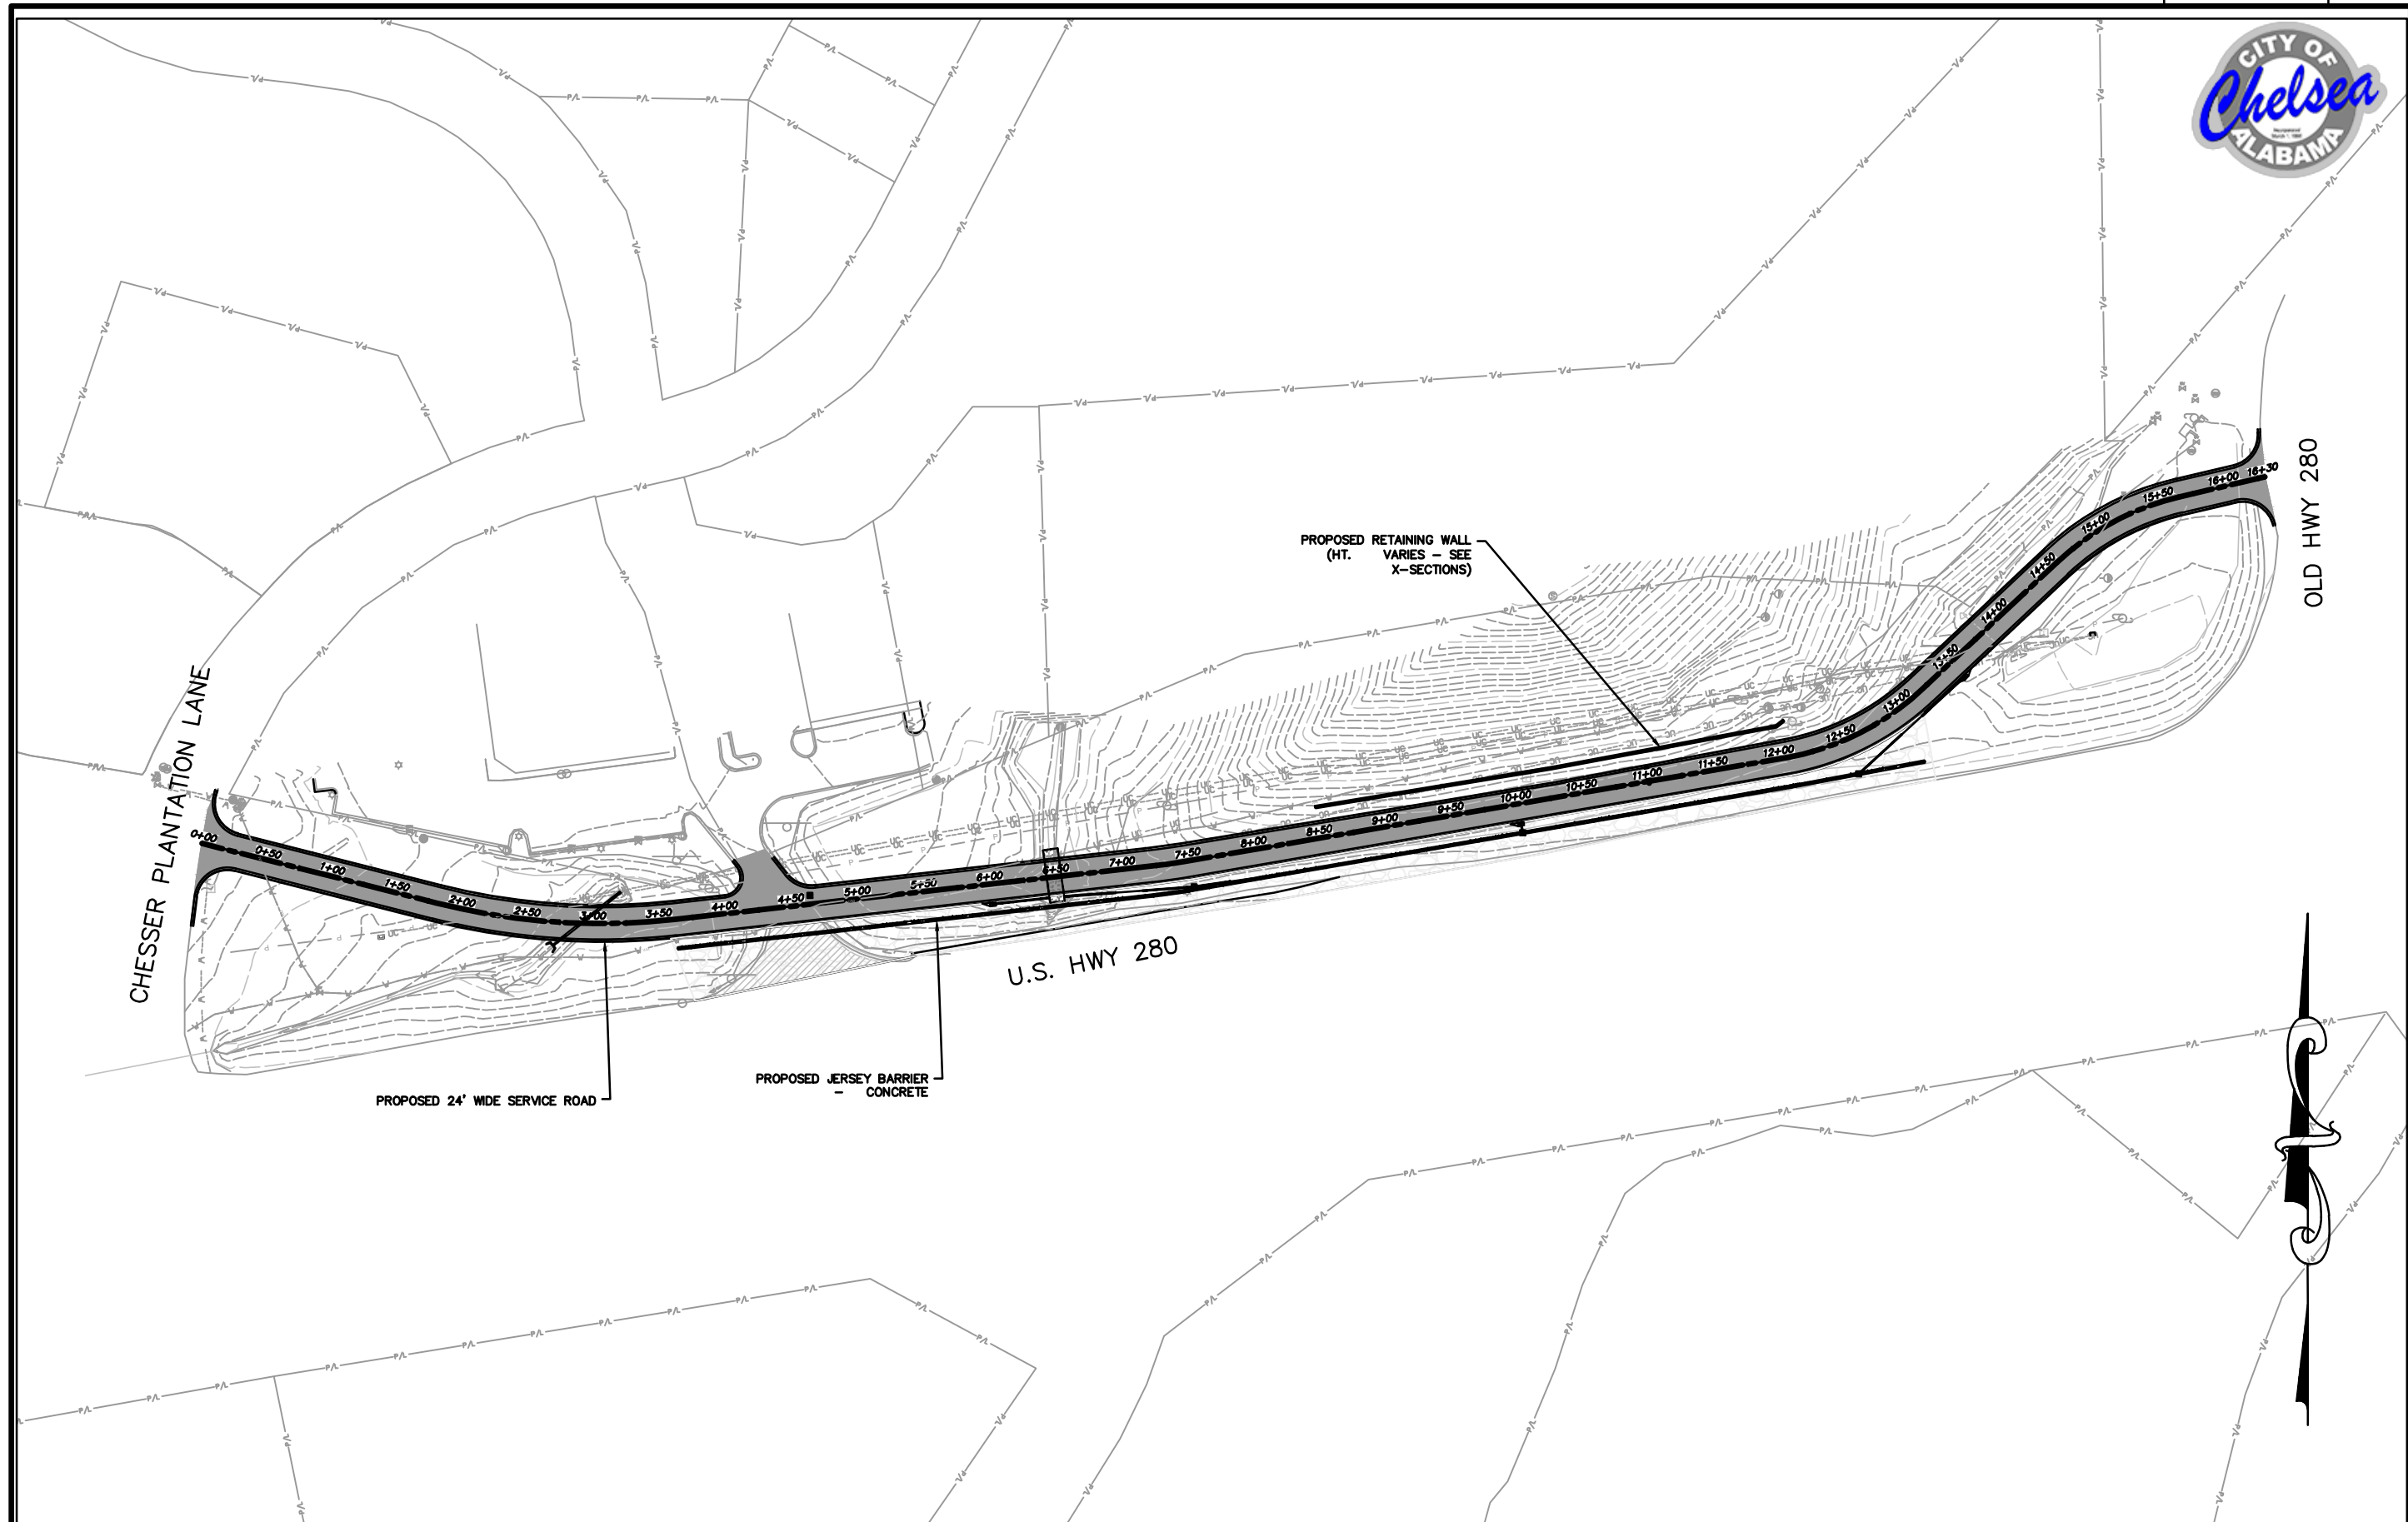 CITY OF
Chelsea
ALABAMA
PROPOSED RETAINING WALL
(HT. VARIES – SEE
X–SECTIONS)
OLD HWY 280
CHESSER PLANTATION LANE
0+00
0+50
1+00
1+50
2+00
2+50
3+00
3+50
4+00
4+50
5+00
5+50
6+00
6+50
7+00
7+50
8+00
8+50
9+00
9+50
10+00
10+50
11+00
11+50
12+00
12+50
13+00
13+50
14+00
14+50
15+00
15+50
16+00
16+30
U.S. HWY 280
PROPOSED JERSEY BARRIER
– CONCRETE
PROPOSED 24' WIDE SERVICE ROAD